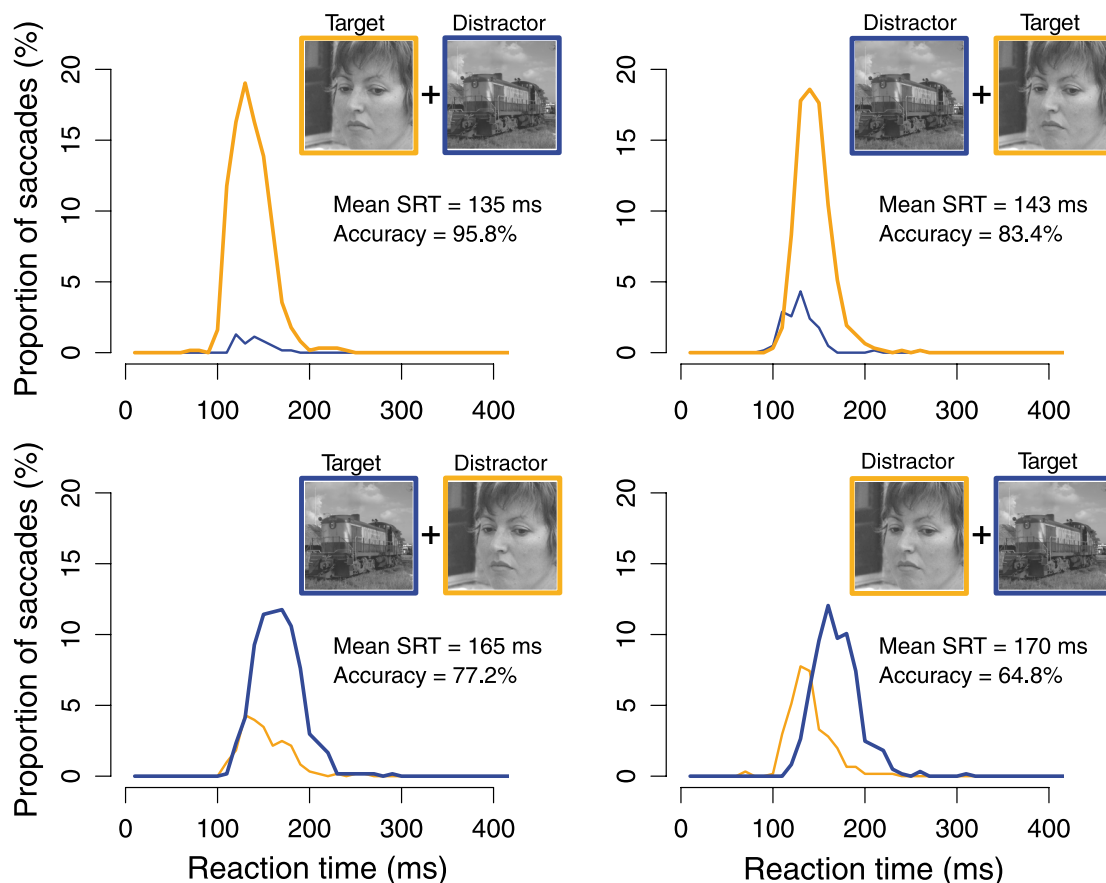 Target Distractor
+
Mean SRT = 135 ms
Accuracy = 95.8%
Proportion of saccades (%)
20
15
10
5
0
0 100 200 300 400
Distractor Target
+
Mean SRT = 143 ms
Accuracy = 83.4%
20
15
10
5
0
0 100 200 300 400
Target Distractor
+
Mean SRT = 165 ms
Accuracy = 77.2%
Proportion of saccades (%)
20
15
10
5
0
0 100 200 300 400
Reaction time (ms)
Distractor Target
+
Mean SRT = 170 ms
Accuracy = 64.8%
20
15
10
5
0
0 100 200 300 400
Reaction time (ms)